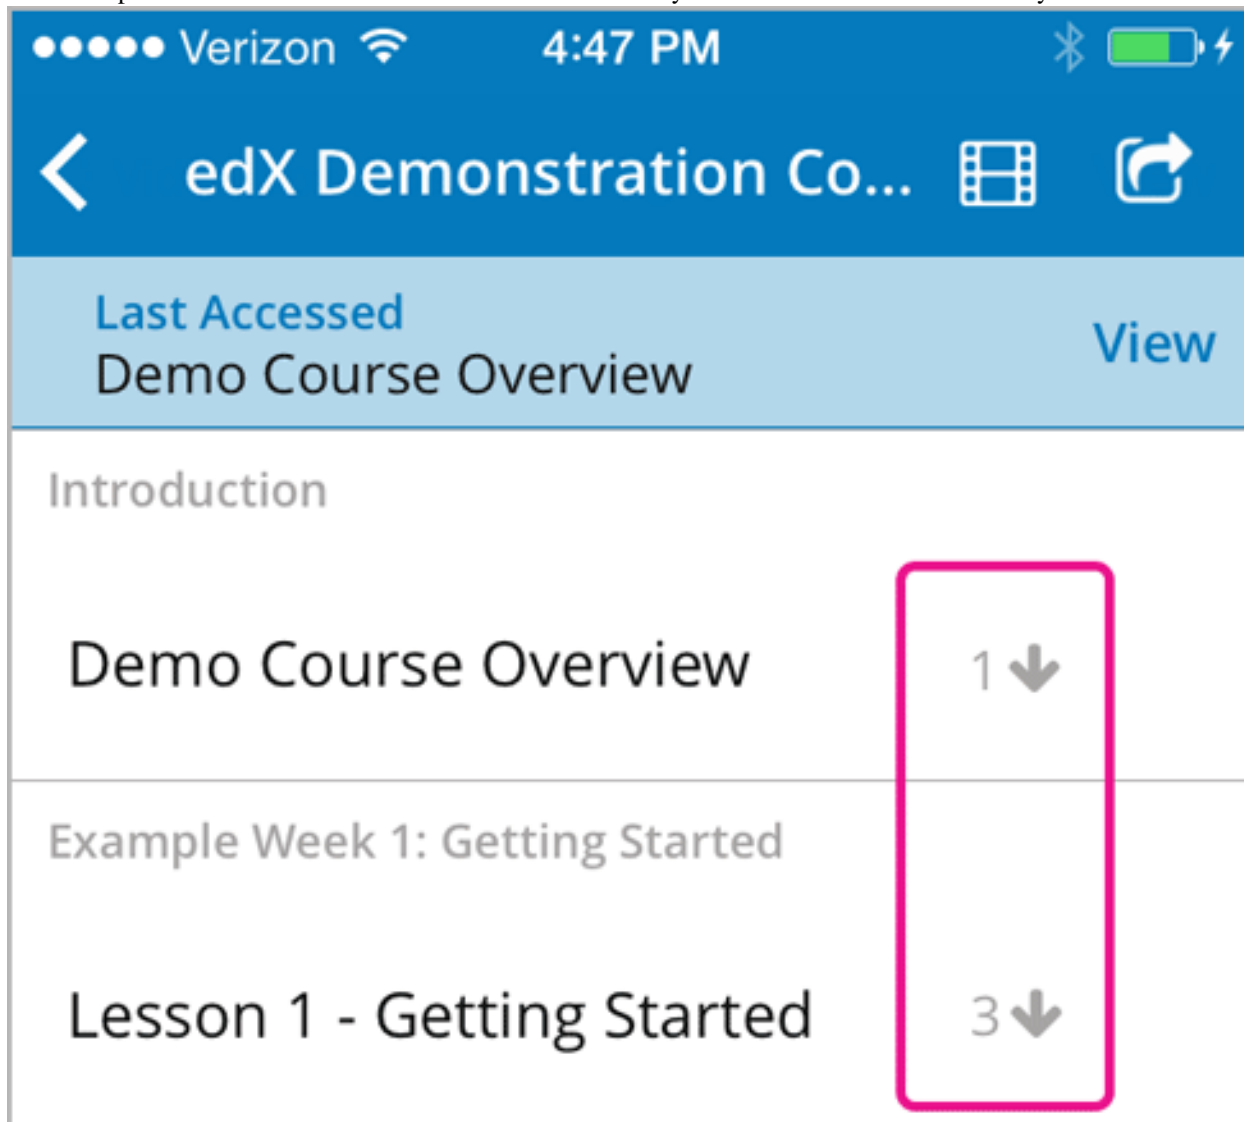 Verizon 4:47 PM
edX Demonstration Co...
Last Accessed
Demo Course Overview
View
Introduction
Demo Course Overview 1
Example Week 1: Getting Started
Lesson 1 - Getting Started 3